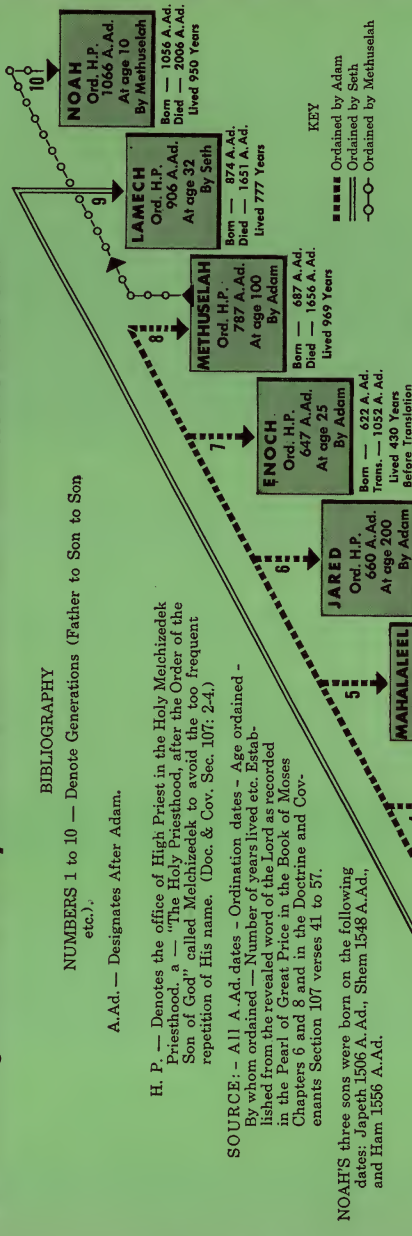 BIBLIOGRAPHY
NUMBERS 1 to 10 — Denote Generations (Father to Son to Son
etc.).
A.Ad. — Designates After Adam.
H. P. — Denotes the office of High Priest in the Holy Melchizedek
Priesthood. a — "The Holy Priesthood, after the Order of the
Son of God" called Melchizedek to avoid the too frequent
repetition of His name. (Doc. & Cov. Sec. 107: 2-4.)
SOURCE: - All A.Ad. dates - Ordination dates - Age ordained -
By whom ordained — Number of years lived etc. Estab-
lished from the revealed word of the Lord as recorded
in the Pearl of Great Price in the Book of Moses
Chapters 6 and 8 and in the Doctrine and Cov-
enants Section 107 verses 41 to 57.
NOAH'S three sons were born on the following
dates: Japeth 1506 A. Ad., Shem 1548 A. Ad.,
and Ham 1556 A.Ad.
10
NOAH
Ord. H.P.
1066 A.Ad.
At age 10
By Methuselah
Born — 1056 A.Ad.
Died — 2006 A.Ad.
Lived 950 Years
9
LAMECH
Ord. H.P.
906 A.Ad.
At age 32
By Seth
Born — 874 A.Ad.
Died — 1651 A.Ad.
Lived 777 Years
8
METHUSELAH
Ord. H.P.
787 A.Ad.
At age 100
By Adam
Born — 687 A.Ad.
Died — 1656 A.Ad.
Lived 969 Years
7
ENOCH
Ord. H.P.
647 A.Ad.
At age 25
By Adam
Born — 622 A.Ad.
Trans. — 1052 A. Ad.
Lived 430 Years
Before Translation
6
JARED
Ord. H.P.
660 A.Ad.
At age 200
By Adam
5
MAHALALEEL
KEY
Ordained by Adam
Ordained by Seth
Ordained by Methuselah